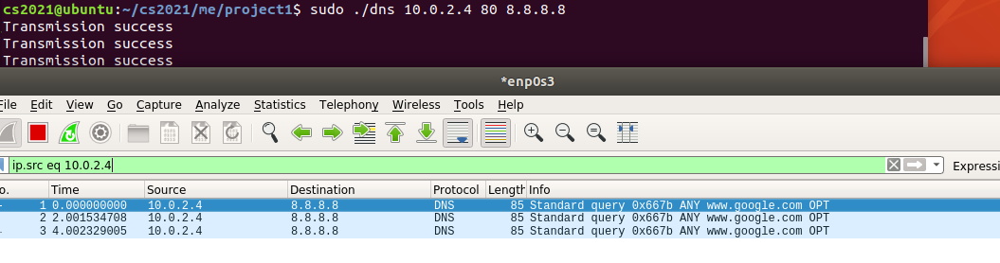 cs2021@ubuntu:~/cs2021/me/project1$ sudo ./dns 10.0.2.4 80 8.8.8.8
Transmission success
Transmission success
Transmission success
*enp0s3
File Edit View Go Capture Analyze Statistics Telephony Wireless Tools Help
ip.src eq 10.0.2.4 Expressi
o. Time Source Destination Protocol Length Info
1 0.000000000 10.0.2.4 8.8.8.8 DNS 85 Standard query 0x667b ANY www.google.com OPT
2 2.001534708 10.0.2.4 8.8.8.8 DNS 85 Standard query 0x667b ANY www.google.com OPT
3 4.002329005 10.0.2.4 8.8.8.8 DNS 85 Standard query 0x667b ANY www.google.com OPT